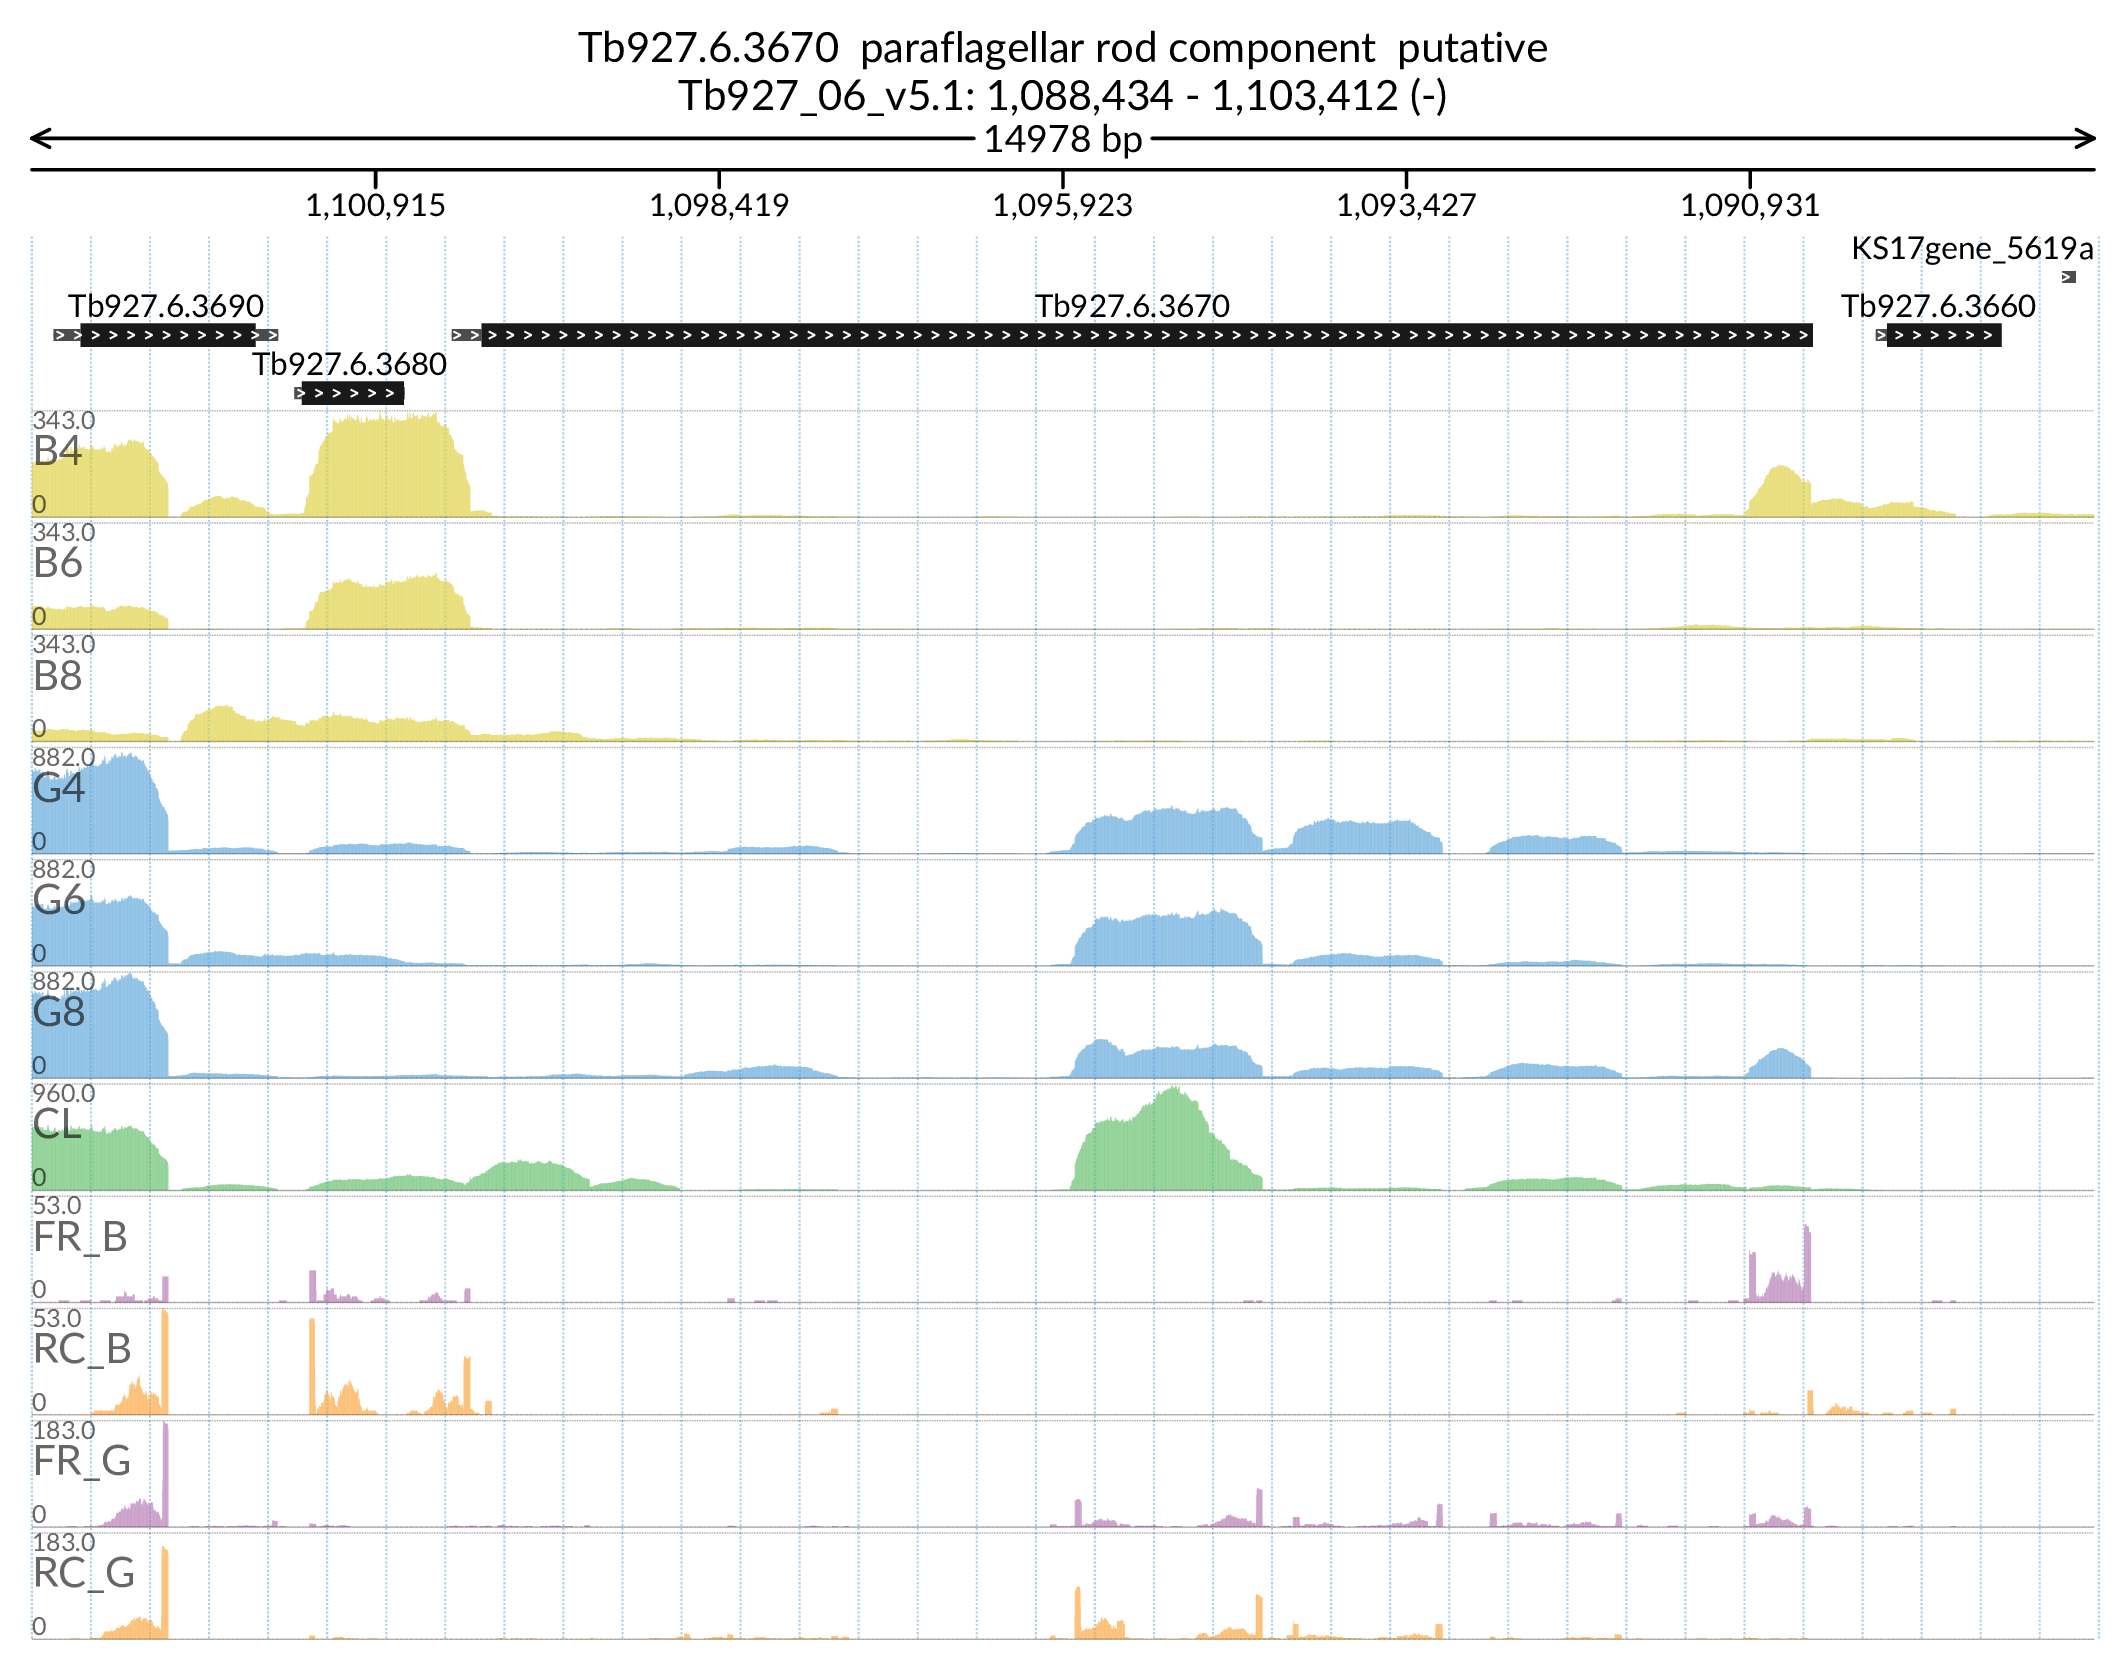 Tb927.6.3670 paraflagellar rod component putative
Tb927_06_v5.1: 1,088,434 - 1,103,412 (-)
14978 bp
1,100,915 1,098,419 1,095,923 1,093,427 1,090,931
KS17gene_5619a
Tb927.6.3690 Tb927.6.3670 Tb927.6.3660
Tb927.6.3680
343.0
B4
0
343.0
B6
0
343.0
B8
0
882.0
G4
0
882.0
G6
0
882.0
G8
0
960.0
CL
0
53.0
FR_B
0
53.0
RC_B
0
183.0
FR_G
0
183.0
RC_G
0